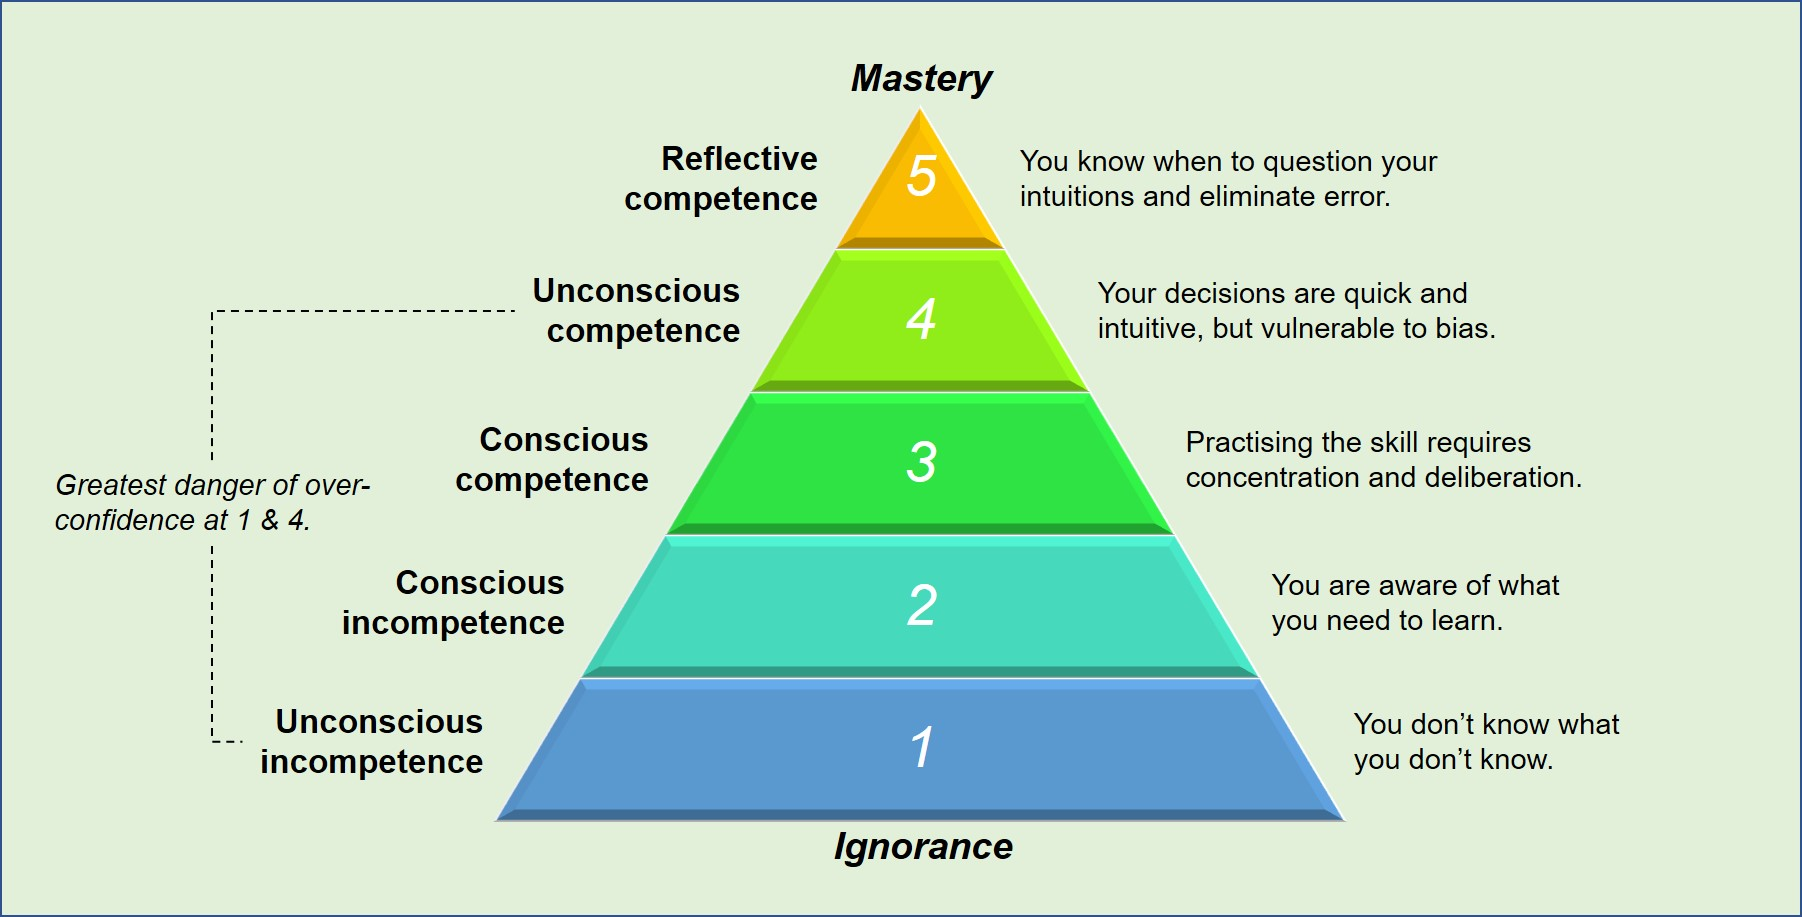 Mastery
Reflective
competence
5
You know when to question your
intuitions and eliminate error.
Unconscious
competence
4
Your decisions are quick and
intuitive, but vulnerable to bias.
Conscious
competence
3
Practising the skill requires
concentration and deliberation.
Greatest danger of over-
confidence at 1 & 4.
Conscious
incompetence
2
You are aware of what
you need to learn.
Unconscious
incompetence
1
You don’t know what
you don’t know.
Ignorance